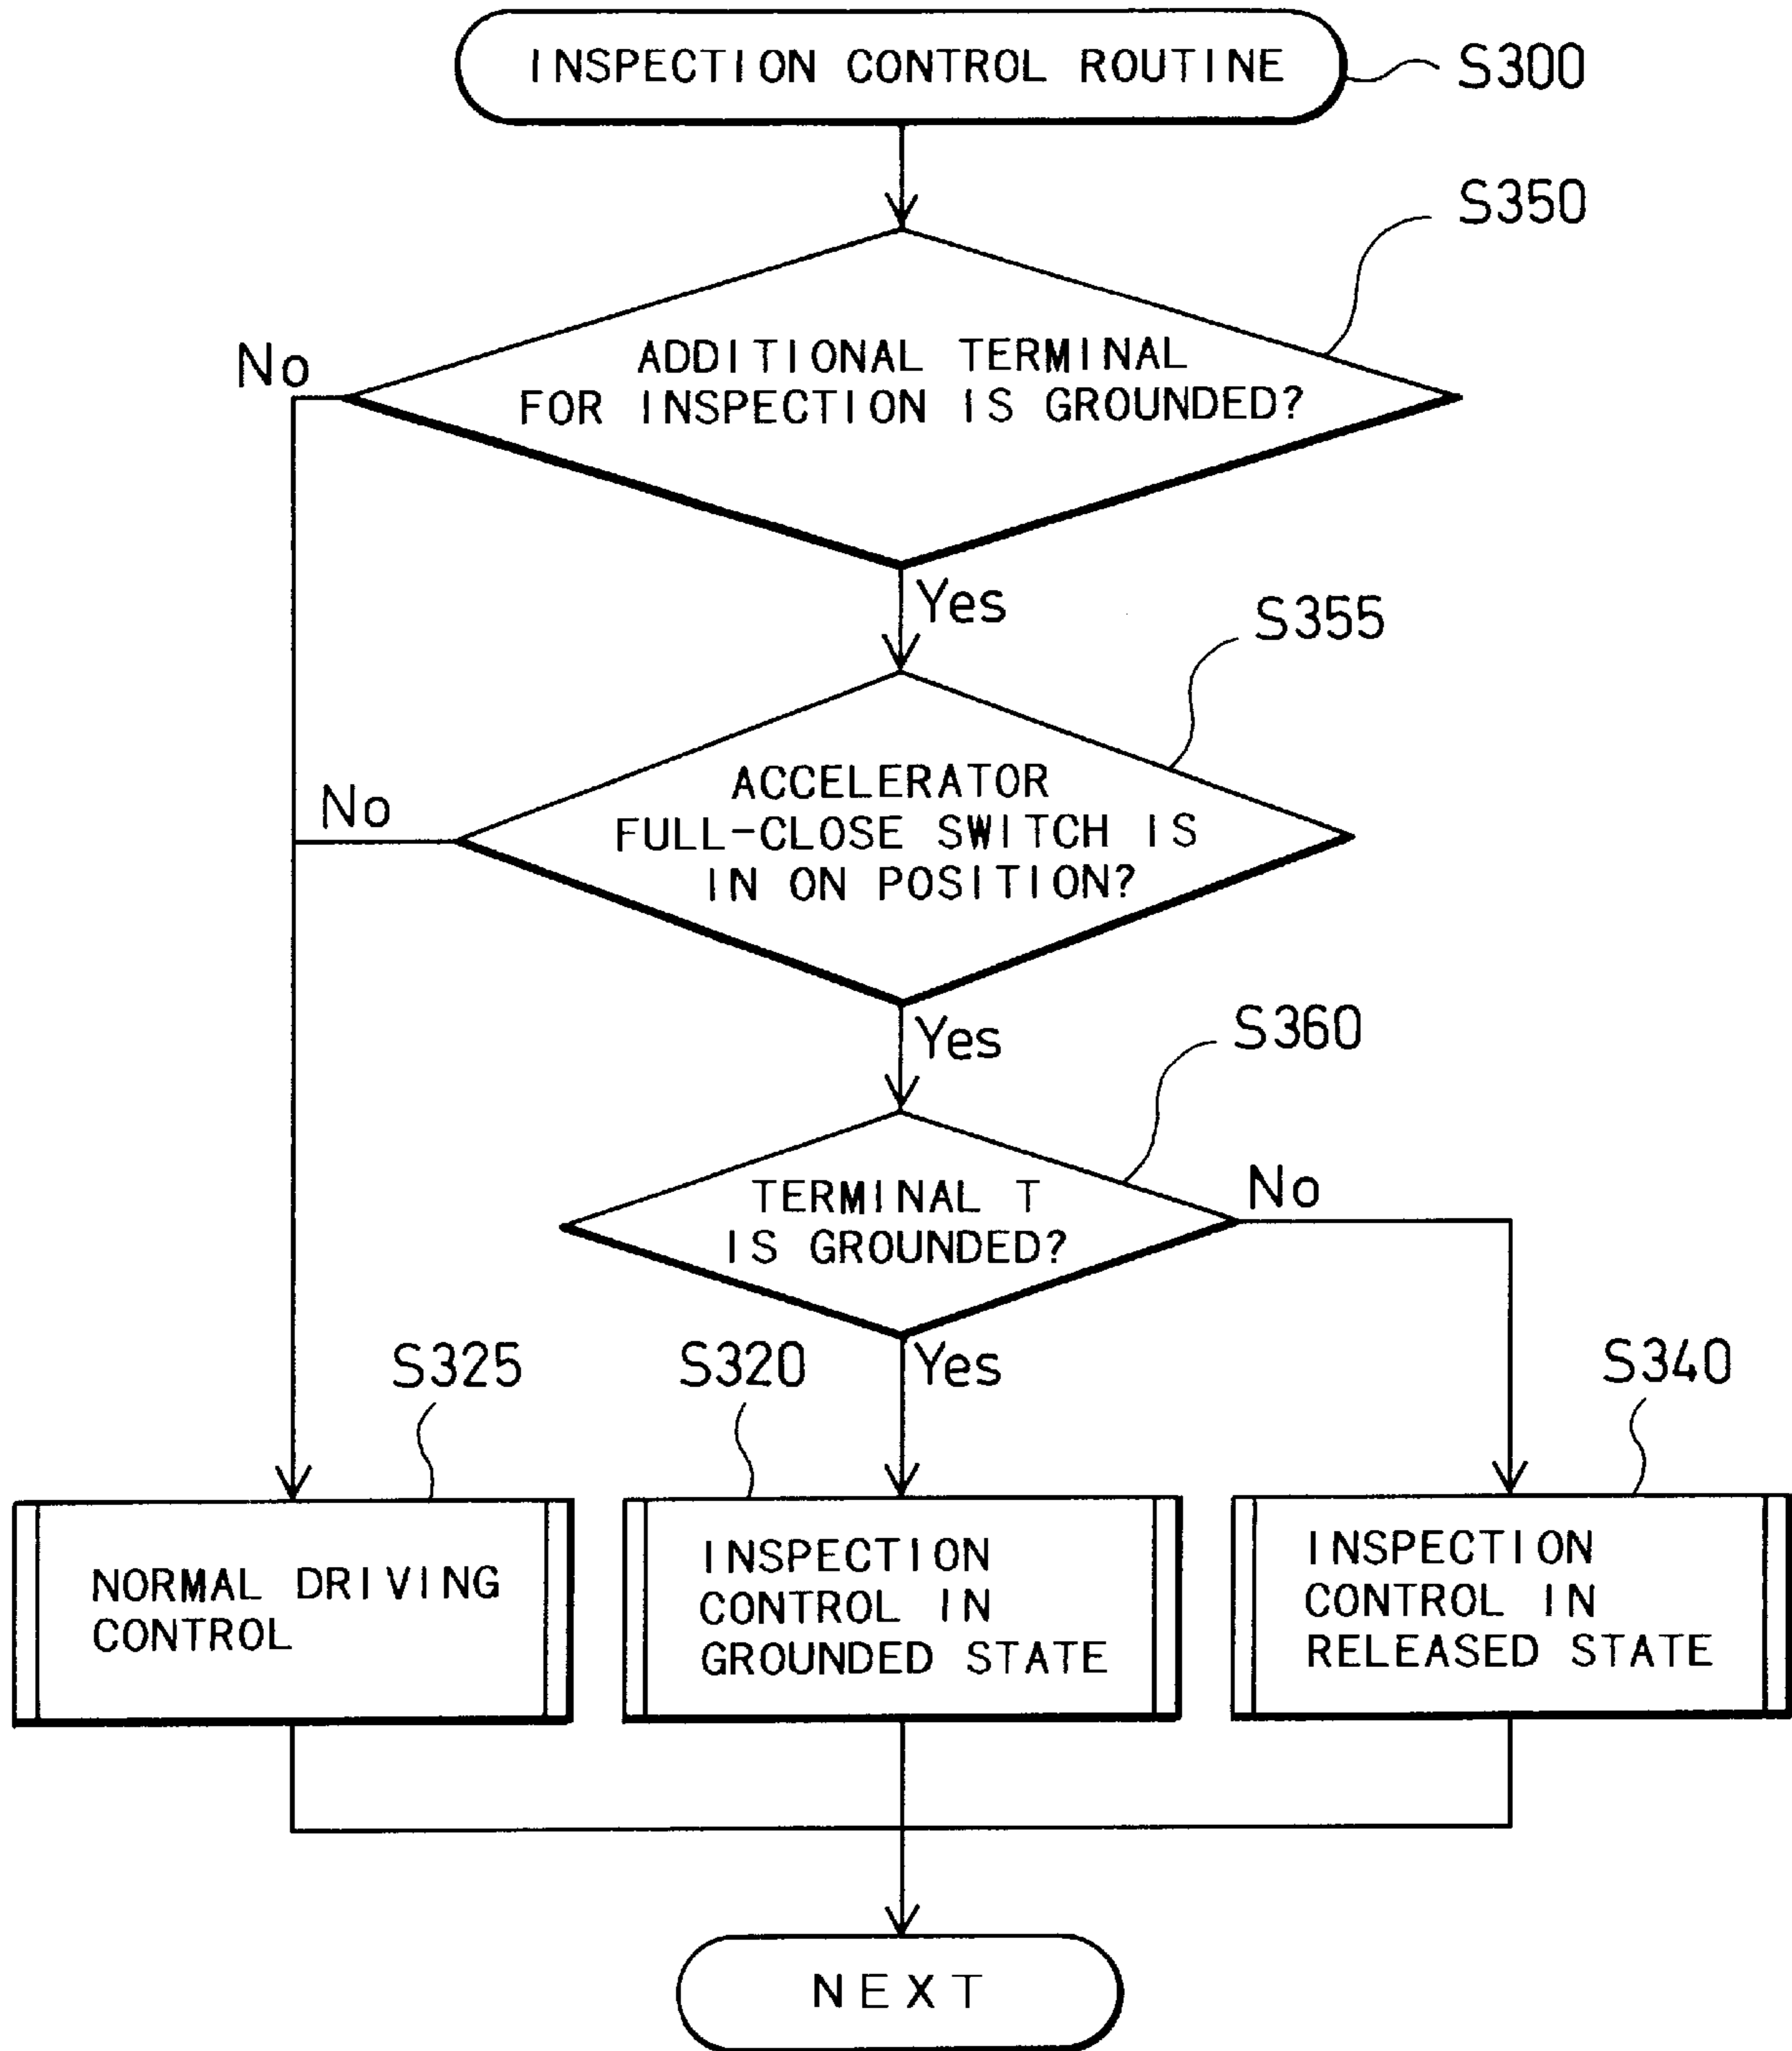 INSPECTION CONTROL ROUTINE
S300
S350
ADDITIONAL TERMINAL
FOR INSPECTION IS GROUNDED?
No
Yes
S355
ACCELERATOR
FULL-CLOSE SWITCH IS
IN ON POSITION?
No
Yes
S360
TERMINAL T
IS GROUNDED?
No
Yes
S325
S320
S340
NORMAL DRIVING
CONTROL
INSPECTION
CONTROL IN
GROUNDED STATE
INSPECTION
CONTROL IN
RELEASED STATE
NEXT